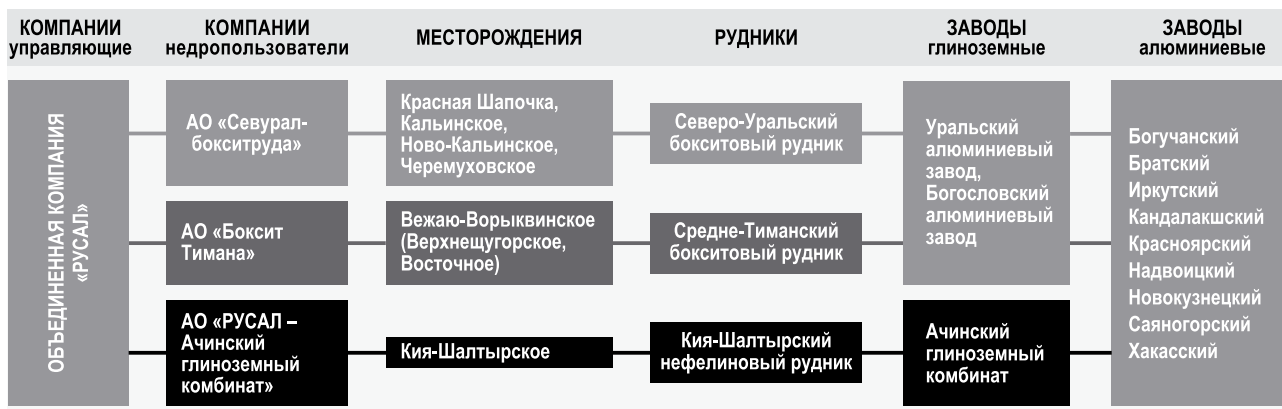 КОМПАНИИ
управляющие
КОМПАНИИ
недропользователи
МЕСТОРОЖДЕНИЯ
РУДНИКИ
ЗАВОДЫ
глиноземные
ЗАВОДЫ
алюминиевые
ОБЪЕДИНЕННАЯ КОМПАНИЯ
«РУСАЛ»
АО «Севурал-
бокситруда»
Красная Шапочка,
Кальинское,
Ново-Кальинское,
Черемуховское
Северо-Уральский
бокситовый рудник
АО «Боксит
Тимана»
Вежаю-Ворыквинское
(Верхнещугорское,
Восточное)
Средне-Тиманский
бокситовый рудник
Уральский
алюминиевый
завод,
Богословский
алюминиевый
завод
АО «РУСАЛ –
Ачинский
глиноземный
комбинат»
Кия-Шалтырское
Кия-Шалтырский
нефелиновый рудник
Ачинский
глиноземный
комбинат
Богучанский
Братский
Иркутский
Кандалакшский
Красноярский
Надвоицкий
Новокузнецкий
Саяногорский
Хакасский